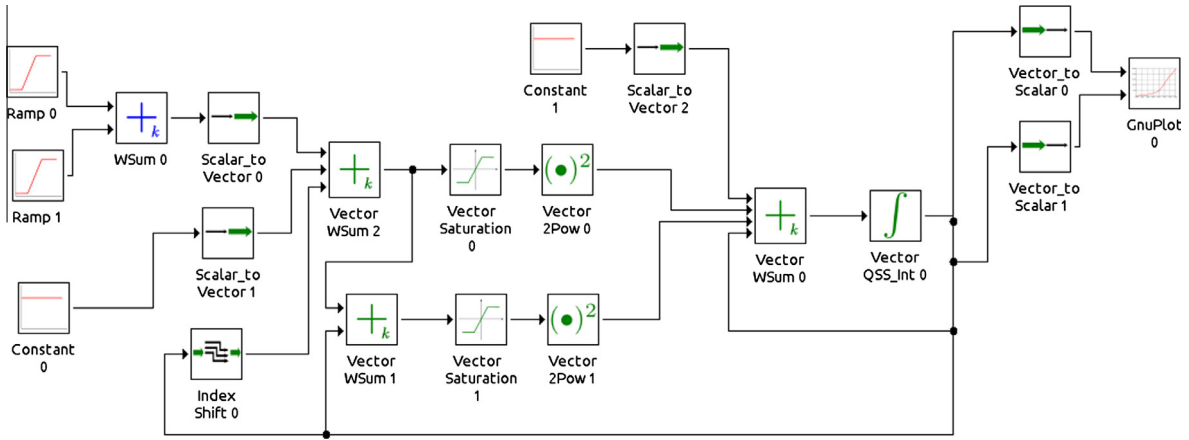 Ramp 0
Ramp 1
+k
WSum 0
Scalar_to
Vector 0
Scalar_to
Vector 1
Constant
0
+k
Vector
WSum 2
Index
Shift 0
Vector
Saturation
0
(•)2
Vector
2Pow 0
+k
Vector
WSum 1
Vector
Saturation
1
(•)2
Vector
2Pow 1
Constant
1
Scalar_to
Vector 2
+k
Vector
WSum 0
∫
Vector
QSS_Int 0
Vector_to
Scalar 0
Vector_to
Scalar 1
GnuPlot
0